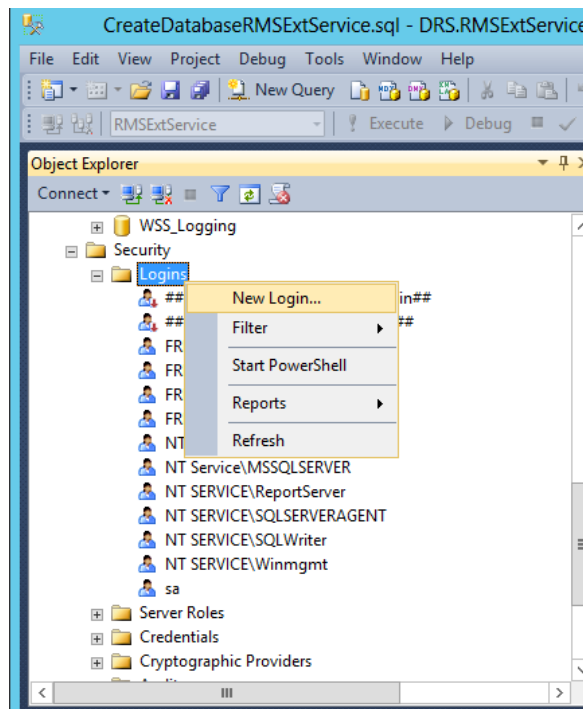 CreateDatabaseRMSExtService.sql - DRS.RMSExtService
File Edit View Project Debug Tools Window Help
New Query
RMSExtService Execute Debug
Object Explorer
Connect
WSS_Logging
Security
Logins
## in##
## ##
FR
FR
FR
FR
NT
New Login...
Filter
Start PowerShell
Reports
Refresh
NT Service\MSSQLSERVER
NT SERVICE\ReportServer
NT SERVICE\SQLSERVERAGENT
NT SERVICE\SQLWriter
NT SERVICE\Winmgmt
sa
Server Roles
Credentials
Cryptographic Providers